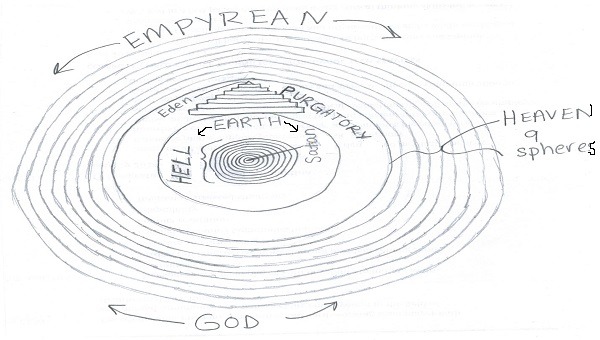 EMPYREAN
Eden
PURGATORY
EARTH
HELL
Satan
HEAVEN
9
spheres
GOD